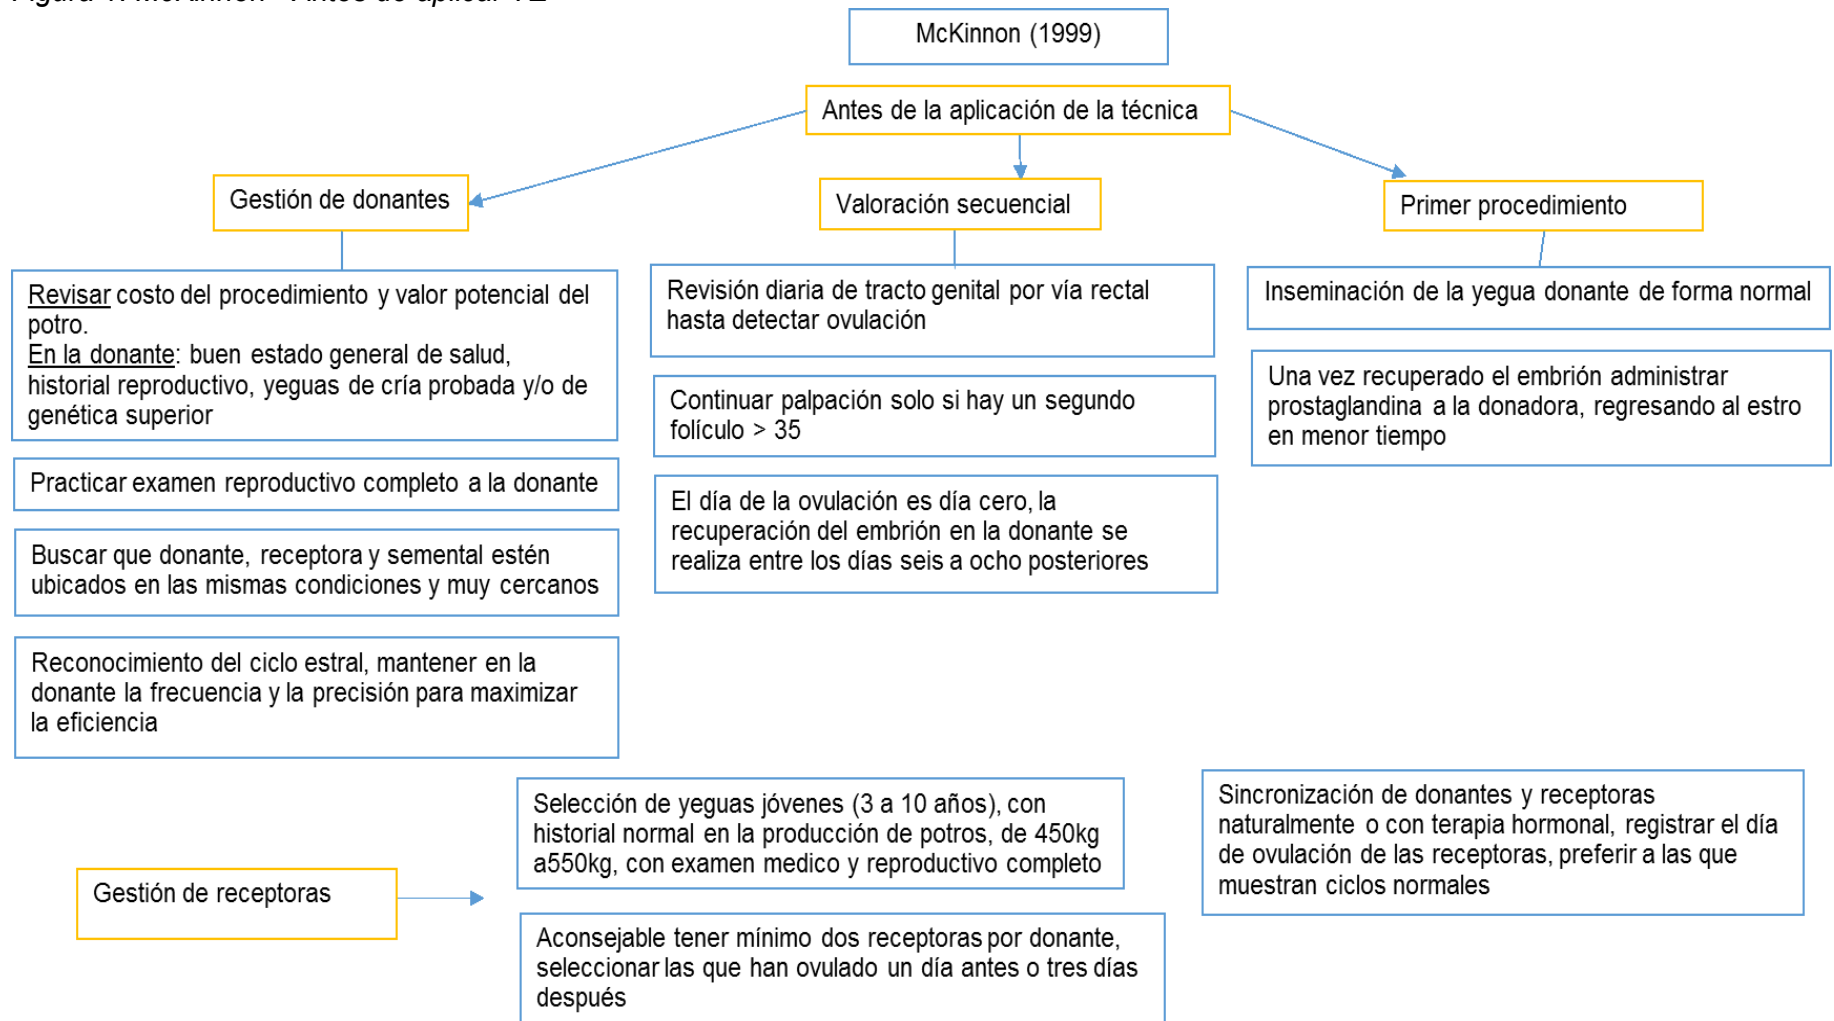 McKinnon (1999)
Antes de la aplicación de la técnica
Gestión de donantes
Revisar costo del procedimiento y valor potencial del
potro.
En la donante: buen estado general de salud,
historial reproductivo, yeguas de cría probada y/o de
genética superior
Practicar examen reproductivo completo a la donante
Buscar que donante, receptora y semental estén
ubicados en las mismas condiciones y muy cercanos
Reconocimiento del ciclo estral, mantener en la
donante la frecuencia y la precisión para maximizar
la eficiencia
Valoración secuencial
Revisión diaria de tracto genital por vía rectal
hasta detectar ovulación
Continuar palpación solo si hay un segundo
folículo > 35
El día de la ovulación es día cero, la
recuperación del embrión en la donante se
realiza entre los días seis a ocho posteriores
Primer procedimiento
Inseminación de la yegua donante de forma normal
Una vez recuperado el embrión administrar
prostaglandina a la donadora, regresando al estro
en menor tiempo
Gestión de receptoras
Selección de yeguas jóvenes (3 a 10 años), con
historial normal en la producción de potros, de 450kg
a550kg, con examen medico y reproductivo completo
Aconsejable tener mínimo dos receptoras por donante,
seleccionar las que han ovulado un día antes o tres días
después
Sincronización de donantes y receptoras
naturalmente o con terapia hormonal, registrar el día
de ovulación de las receptoras, preferir a las que
muestran ciclos normales